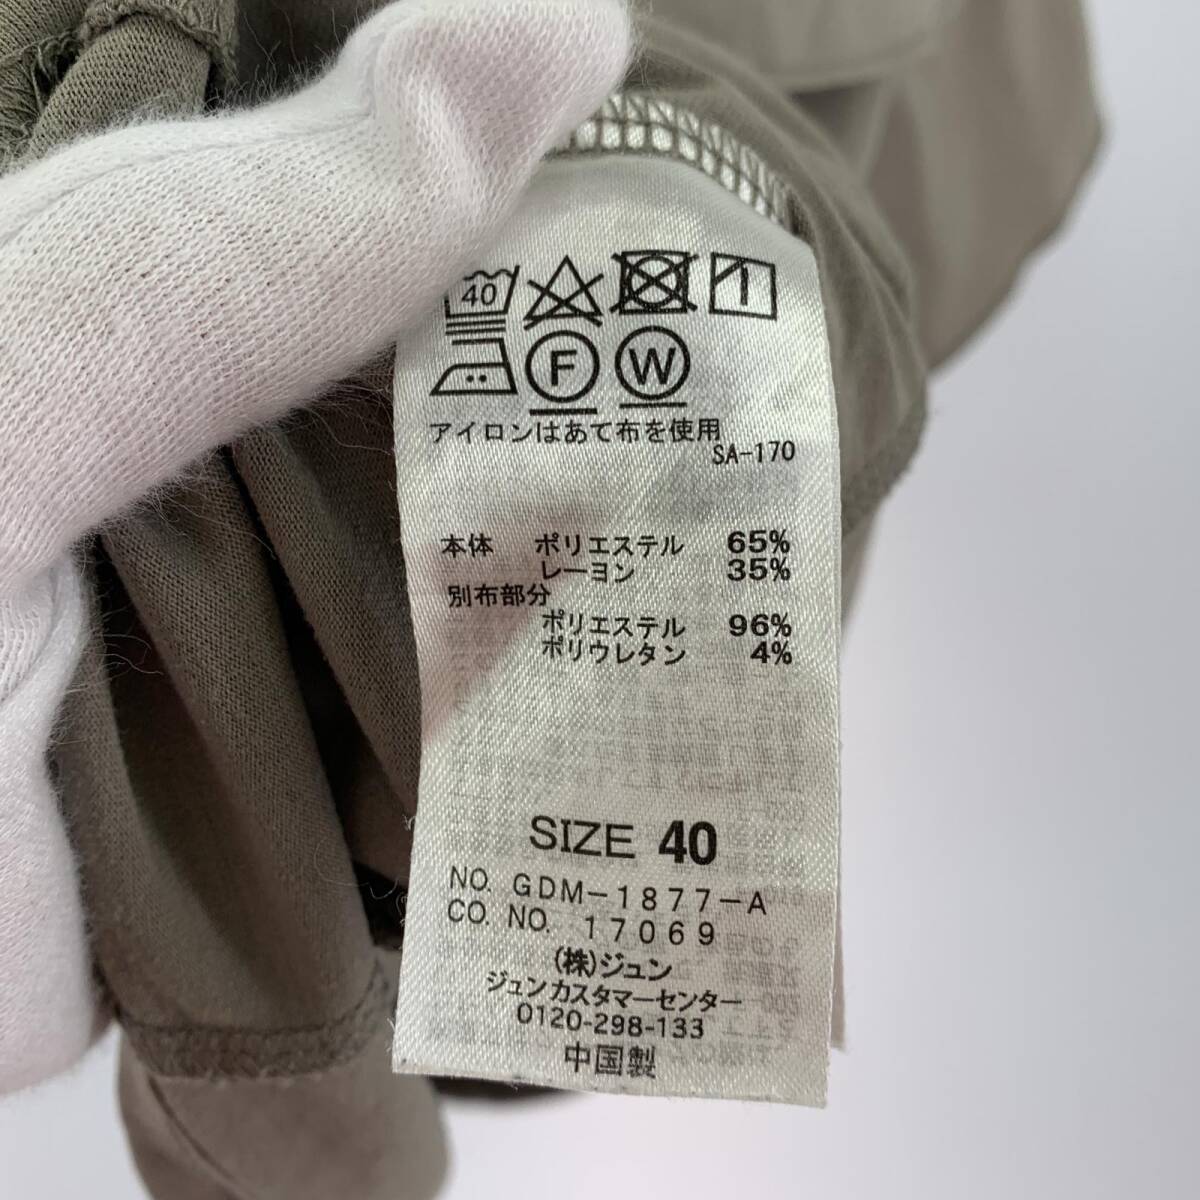 40
F W
アイロンはあて布を使用
SA-170
本体 ポリエステル 65%
レーヨン 35%
別布部分
ポリエステル 96%
ポリウレタン 4%
SIZE 40
NO. GDM-1877-A
CO. NO. 17069
(株)ジュン
ジュンカスタマーセンター
0120-298-133
中国製